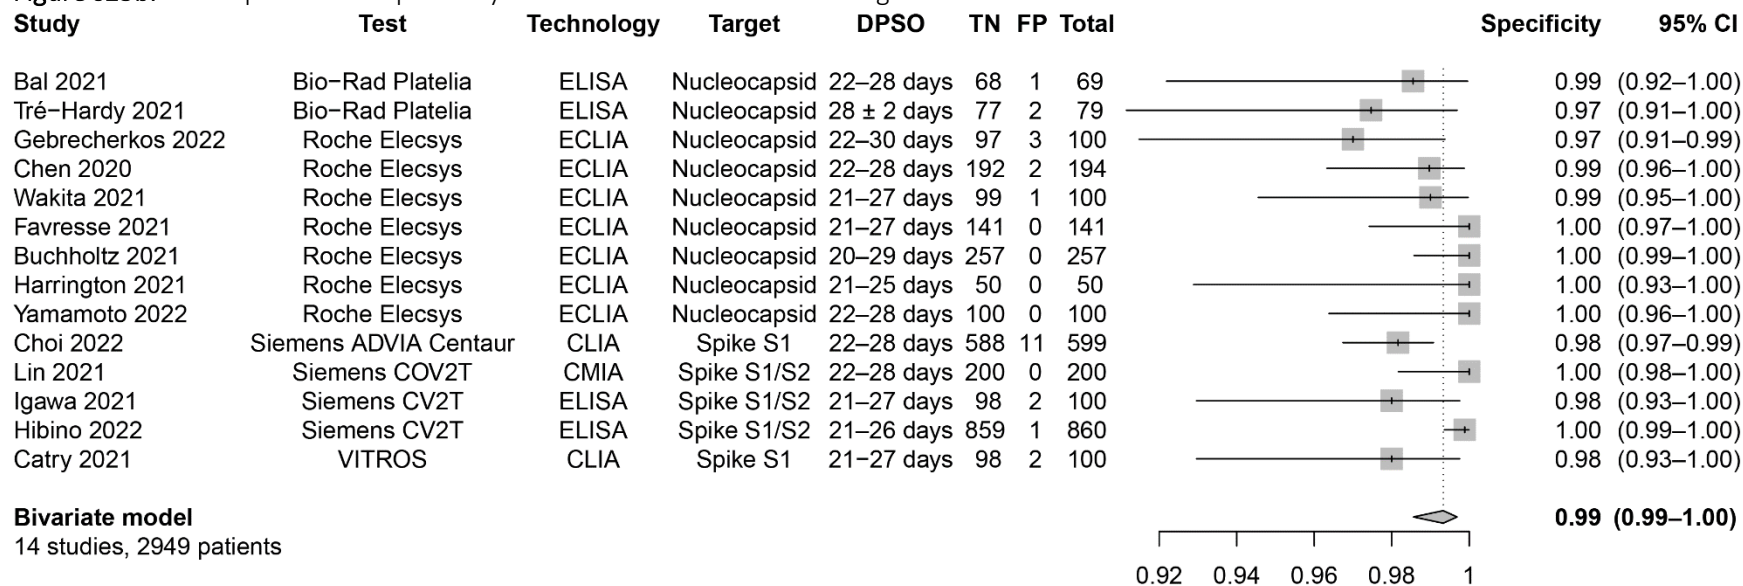 Study Test Technology Target DPSO TN FP Total Specificity 95% CI
Bal 2021 Bio−Rad Platelia ELISA Nucleocapsid 22–28 days 68 1 69 0.99 (0.92–1.00)
Tré−Hardy 2021 Bio−Rad Platelia ELISA Nucleocapsid 28 ± 2 days 77 2 79 0.97 (0.91–1.00)
Gebrecherkos 2022 Roche Elecsys ECLIA Nucleocapsid 22–30 days 97 3 100 0.97 (0.91–0.99)
Chen 2020 Roche Elecsys ECLIA Nucleocapsid 22–28 days 192 2 194 0.99 (0.96–1.00)
Wakita 2021 Roche Elecsys ECLIA Nucleocapsid 21–27 days 99 1 100 0.99 (0.95–1.00)
Favresse 2021 Roche Elecsys ECLIA Nucleocapsid 21–27 days 141 0 141 1.00 (0.97–1.00)
Buchholtz 2021 Roche Elecsys ECLIA Nucleocapsid 20–29 days 257 0 257 1.00 (0.99–1.00)
Harrington 2021 Roche Elecsys ECLIA Nucleocapsid 21–25 days 50 0 50 1.00 (0.93–1.00)
Yamamoto 2022 Roche Elecsys ECLIA Nucleocapsid 22–28 days 100 0 100 1.00 (0.96–1.00)
Choi 2022 Siemens ADVIA Centaur CLIA Spike S1 22–28 days 588 11 599 0.98 (0.97–0.99)
Lin 2021 Siemens COV2T CMIA Spike S1/S2 22–28 days 200 0 200 1.00 (0.98–1.00)
Igawa 2021 Siemens CV2T ELISA Spike S1/S2 21–27 days 98 2 100 0.98 (0.93–1.00)
Hibino 2022 Siemens CV2T ELISA Spike S1/S2 21–26 days 859 1 860 1.00 (0.99–1.00)
Catry 2021 VITROS CLIA Spike S1 21–27 days 98 2 100 0.98 (0.93–1.00)
Bivariate model 0.99 (0.99–1.00)
14 studies, 2949 patients
0.92 0.94 0.96 0.98 1